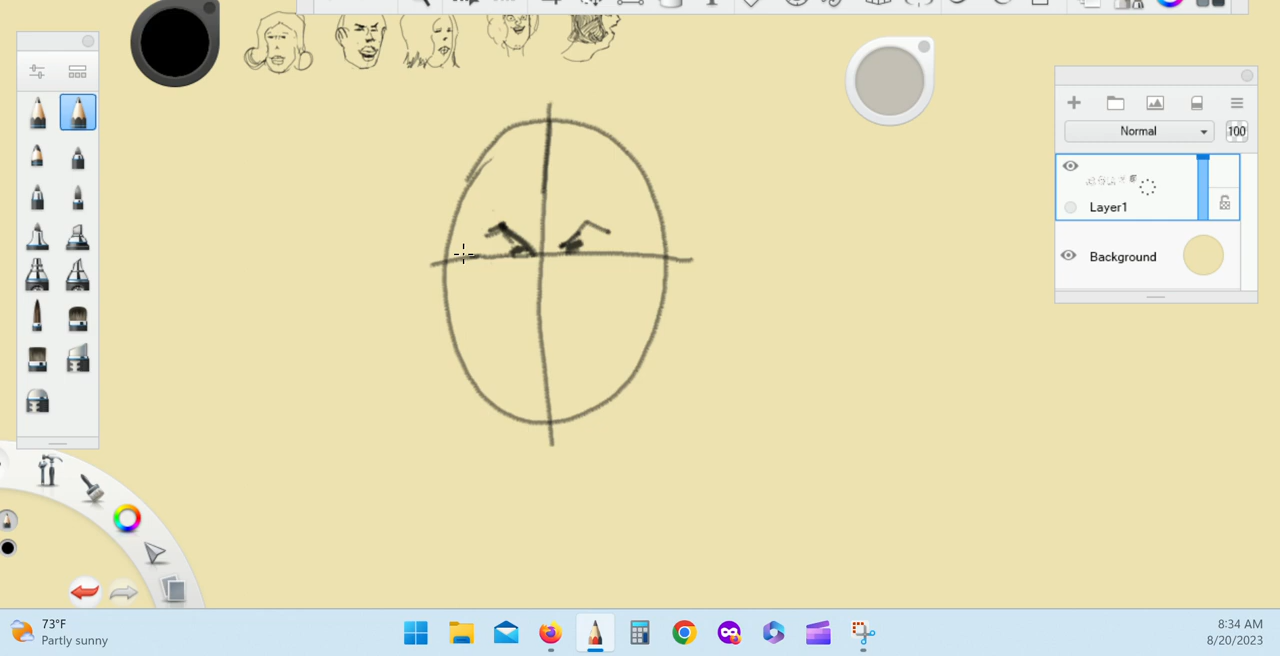 Normal
100
Layer1
Background
73°F
Partly sunny
8:34 AM
8/20/2023